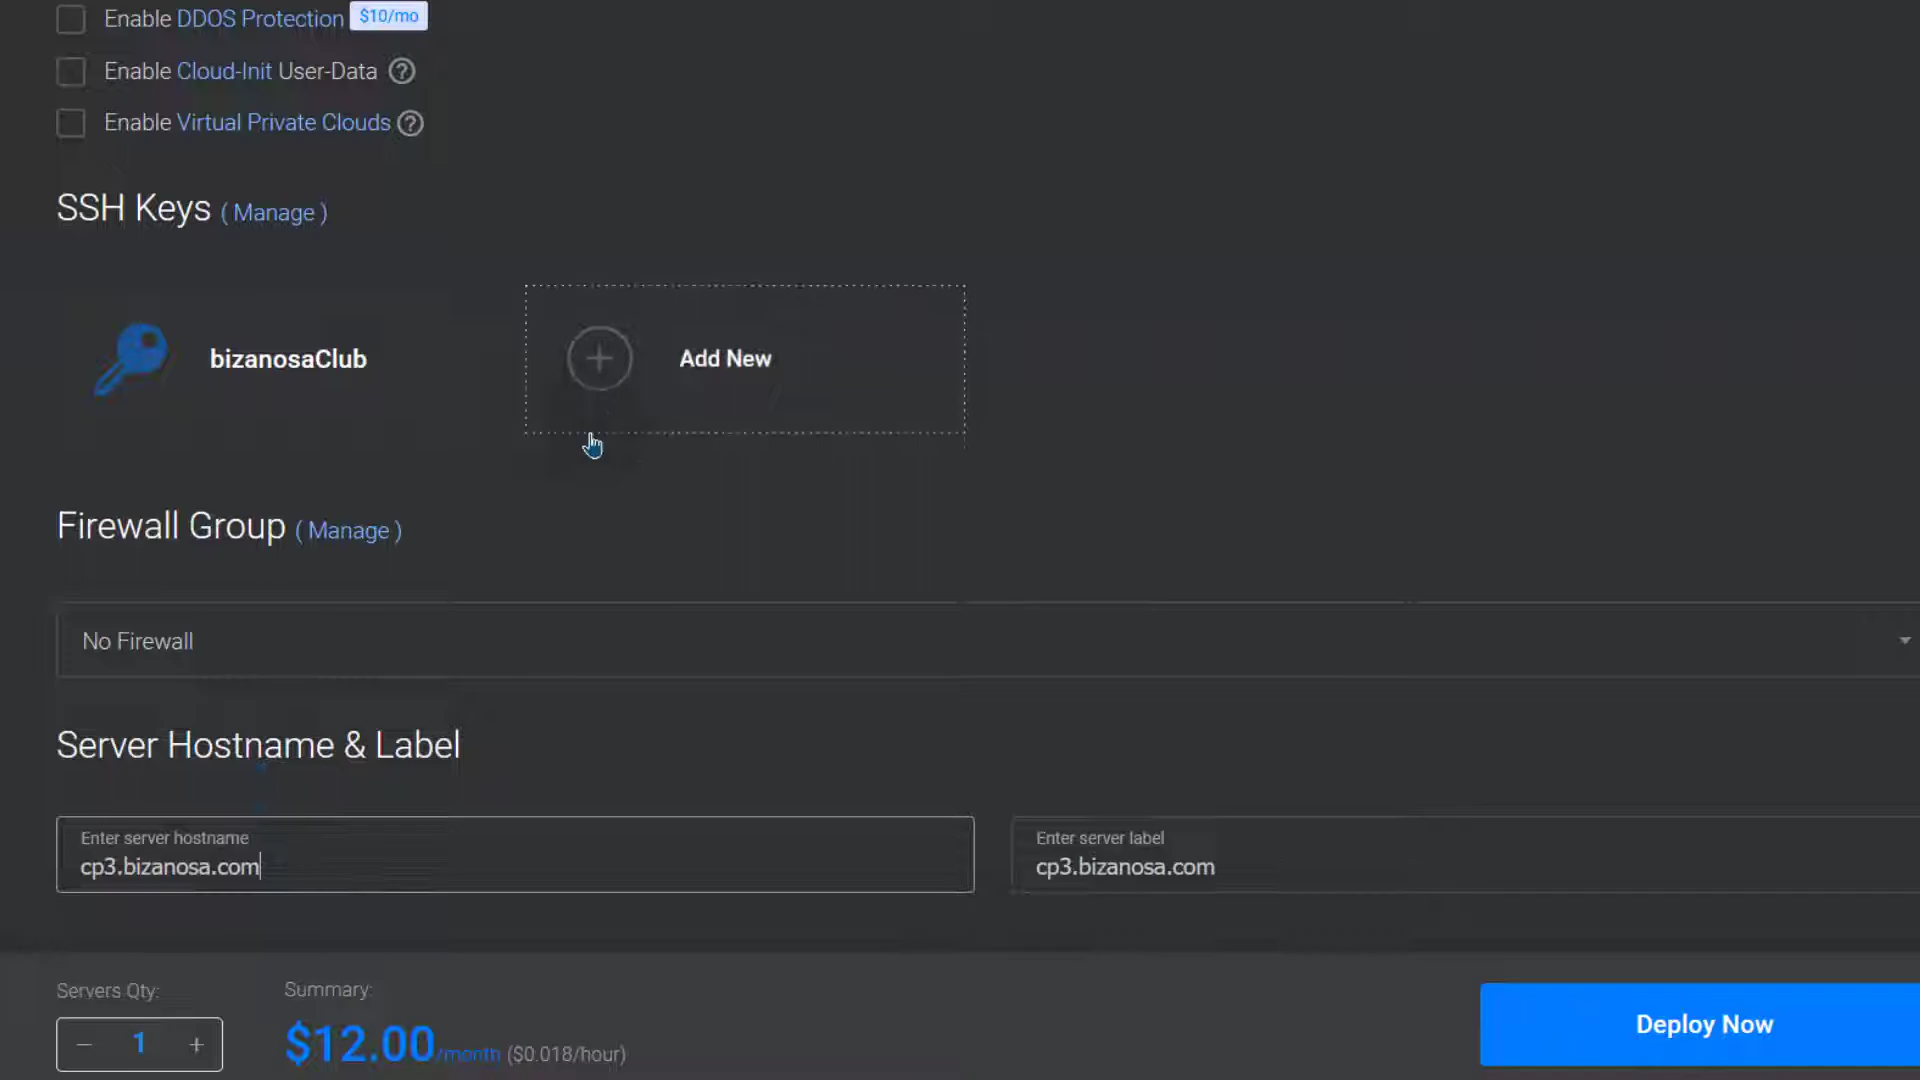 Enable DDOS Protection $10/mo
Enable Cloud-Init User-Data ?
Enable Virtual Private Clouds ?
SSH Keys ( Manage )
bizanosaClub
Add New
Firewall Group ( Manage )
No Firewall
Server Hostname & Label
Enter server hostname
cp3.bizanosa.com
Enter server label
cp3.bizanosa.com
Servers Qty:
Summary:
− 1 +
$12.00/month ($0.018/hour)
Deploy Now